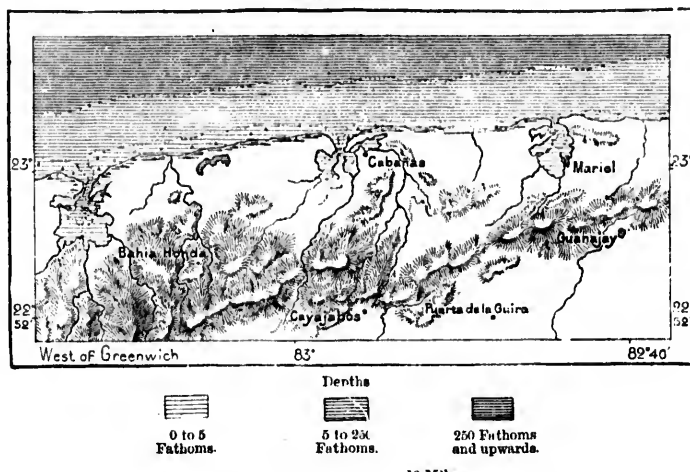 23°
Cabañas
Mariel
23°
Bahia Honda
Guanajay
22°
52'
Cayajabos
Puerta de la Guira
22°
52'
West of Greenwich
83°
82°40'
Depths
0 to 5
Fathoms.
5 to 250
Fathoms.
250 Fathoms
and upwards.